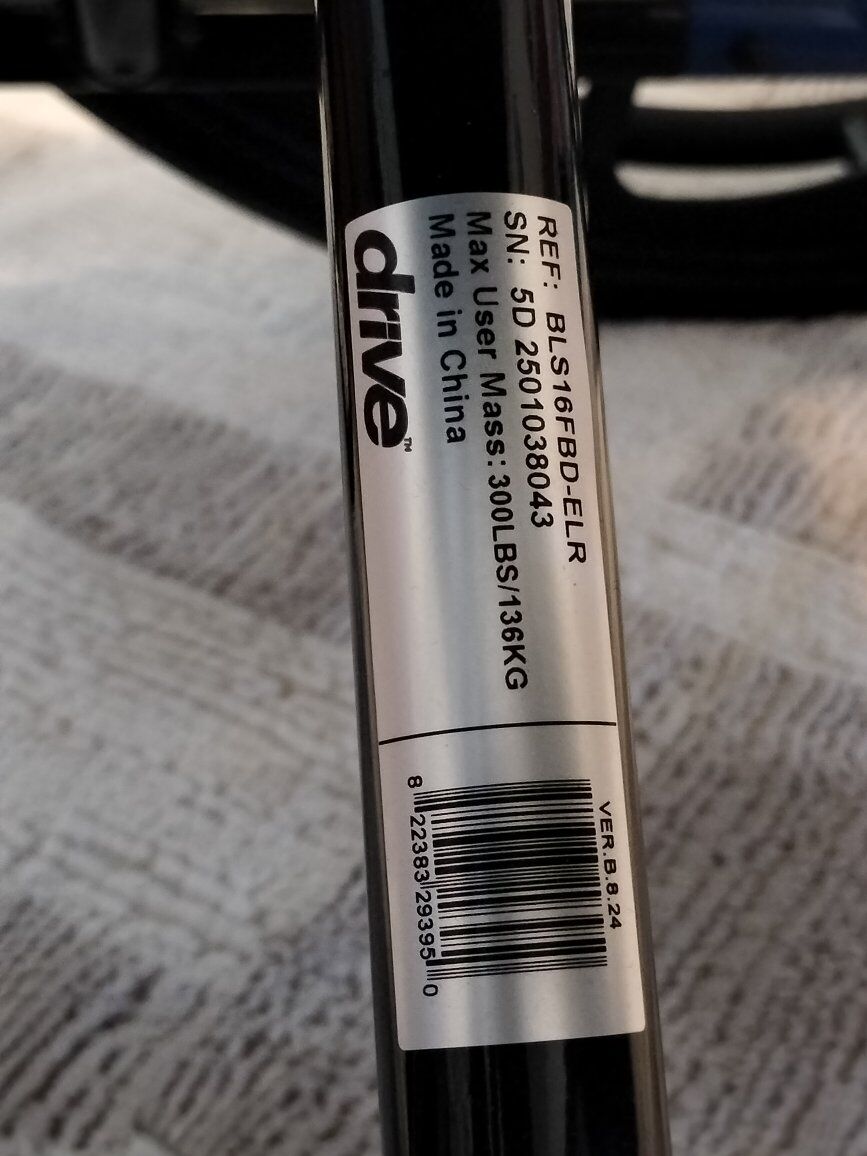 REF: BLS16FBD-ELR
SN: 5D 2501038043
Max User Mass: 300LBS/136KG
Made in China
drive™
VER.B.8.24
8 22383 29395 0